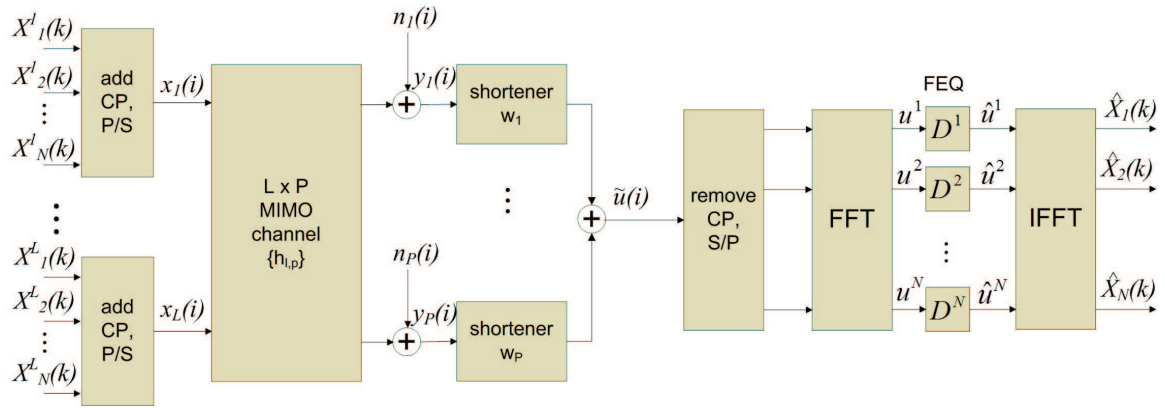 X^1_1(k)
X^1_2(k)
X^1_N(k)
add
CP,
P/S
x_1(i)
X^L_1(k)
X^L_2(k)
X^L_N(k)
add
CP,
P/S
x_L(i)
L x P
MIMO
channel
{h_{l,p}}
n_1(i)
+
y_1(i)
shortener
w_1
n_P(i)
+
y_P(i)
shortener
w_P
+
ũ(i)
remove
CP,
S/P
FFT
FEQ
u^1
D^1
û^1
u^2
D^2
û^2
u^N
D^N
û^N
IFFT
X̂_1(k)
X̂_2(k)
X̂_N(k)